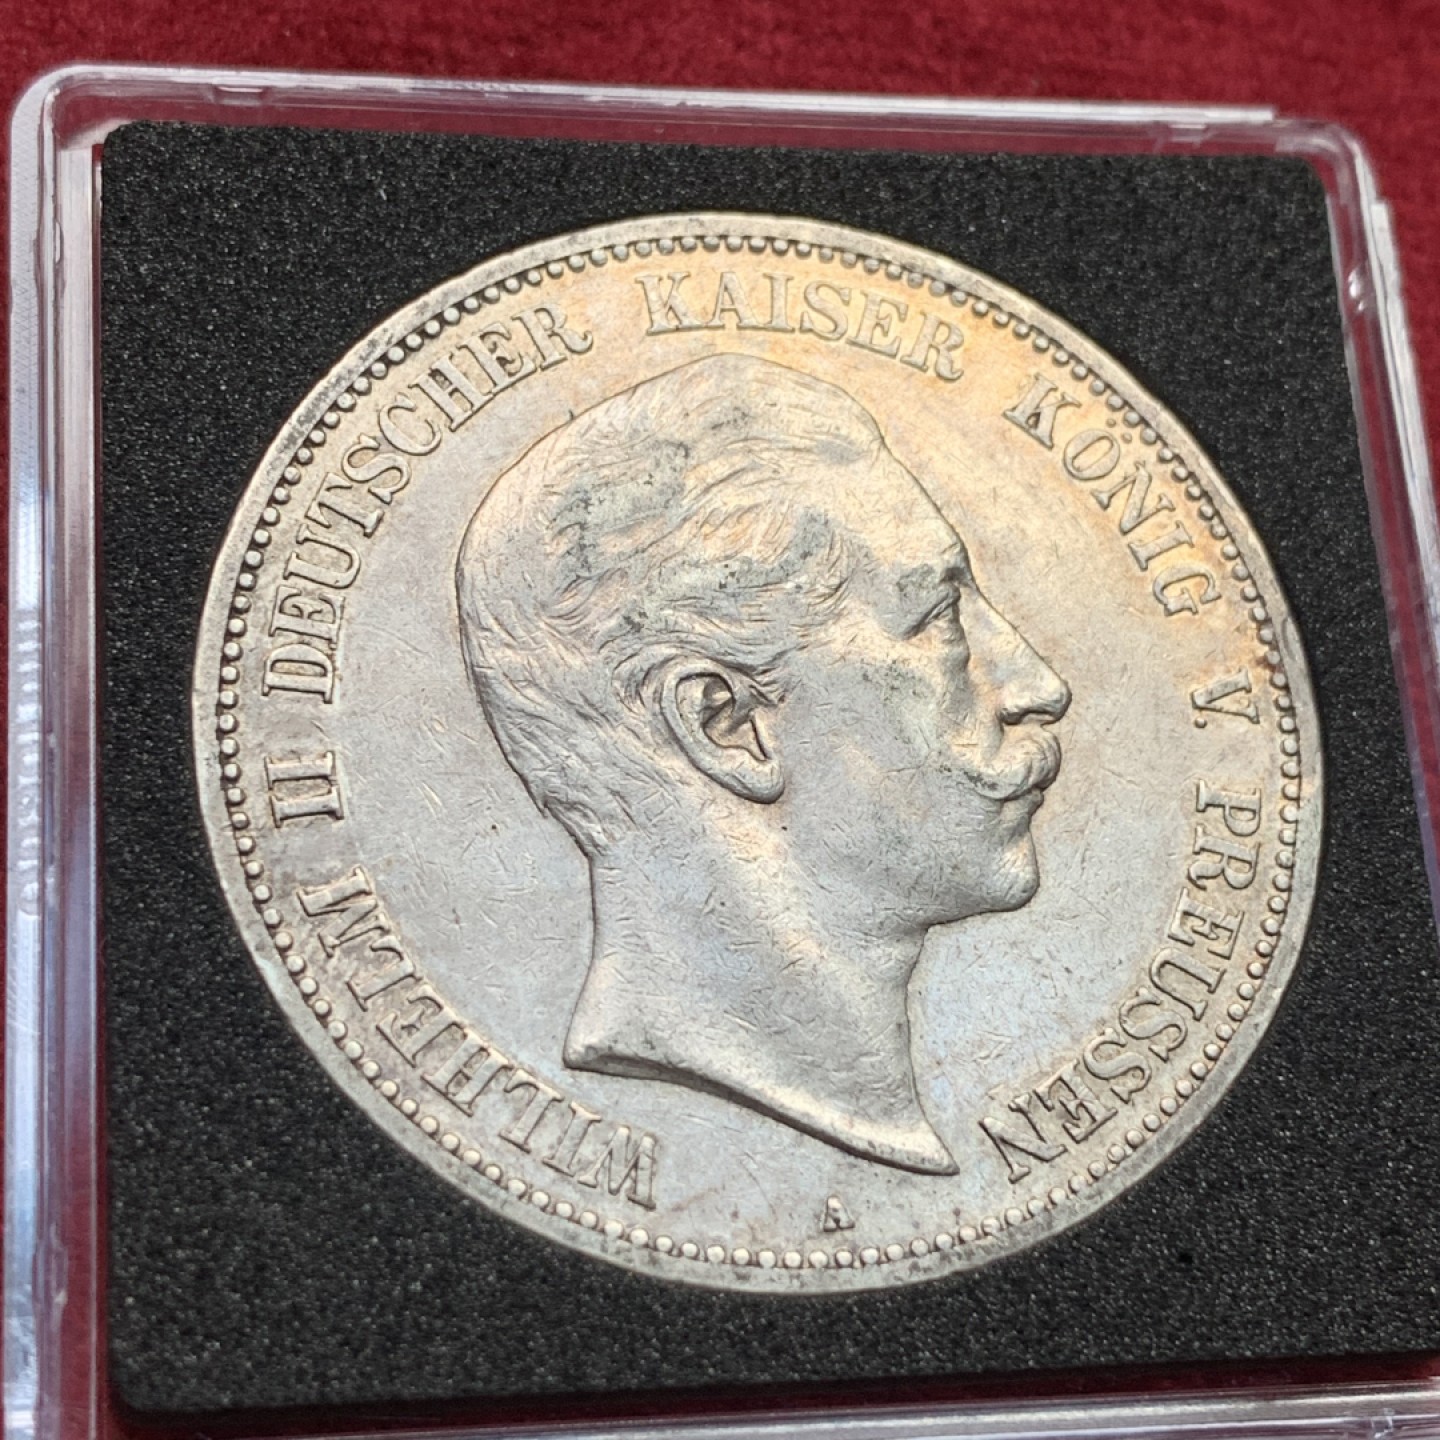 WILHELM II DEUTSCHER KAISER KÖNIG V. PREUSSEN
A